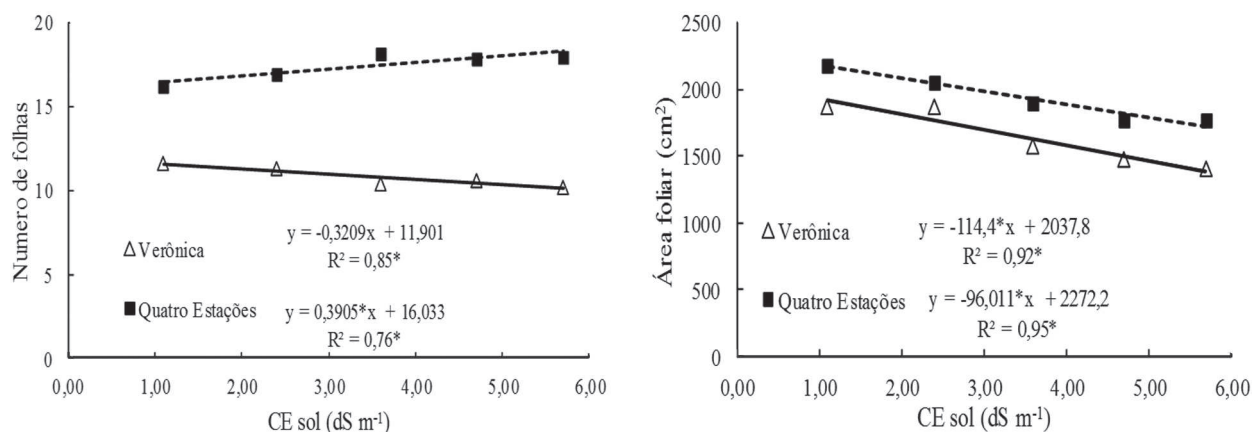 20
15
10
5
0
Numero de folhas
Verônica
y = -0,3209x + 11,901
R² = 0,85*
Quatro Estações
y = 0,3905*x + 16,033
R² = 0,76*
0,00 1,00 2,00 3,00 4,00 5,00 6,00
CE sol (dS m⁻¹)
2500
2000
1500
1000
500
0
Área foliar (cm²)
Verônica
y = -114,4*x + 2037,8
R² = 0,92*
Quatro Estações
y = -96,011*x + 2272,2
R² = 0,95*
0,00 1,00 2,00 3,00 4,00 5,00 6,00
CE sol (dS m⁻¹)